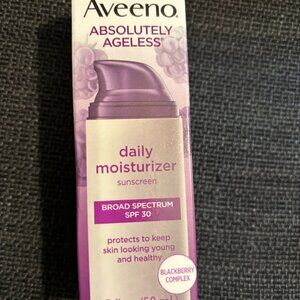 Aveeno®
ABSOLUTELY
AGELESS®
daily
moisturizer
sunscreen
BROAD SPECTRUM
SPF 30
protects to keep
skin looking young
and healthy
BLACKBERRY
COMPLEX